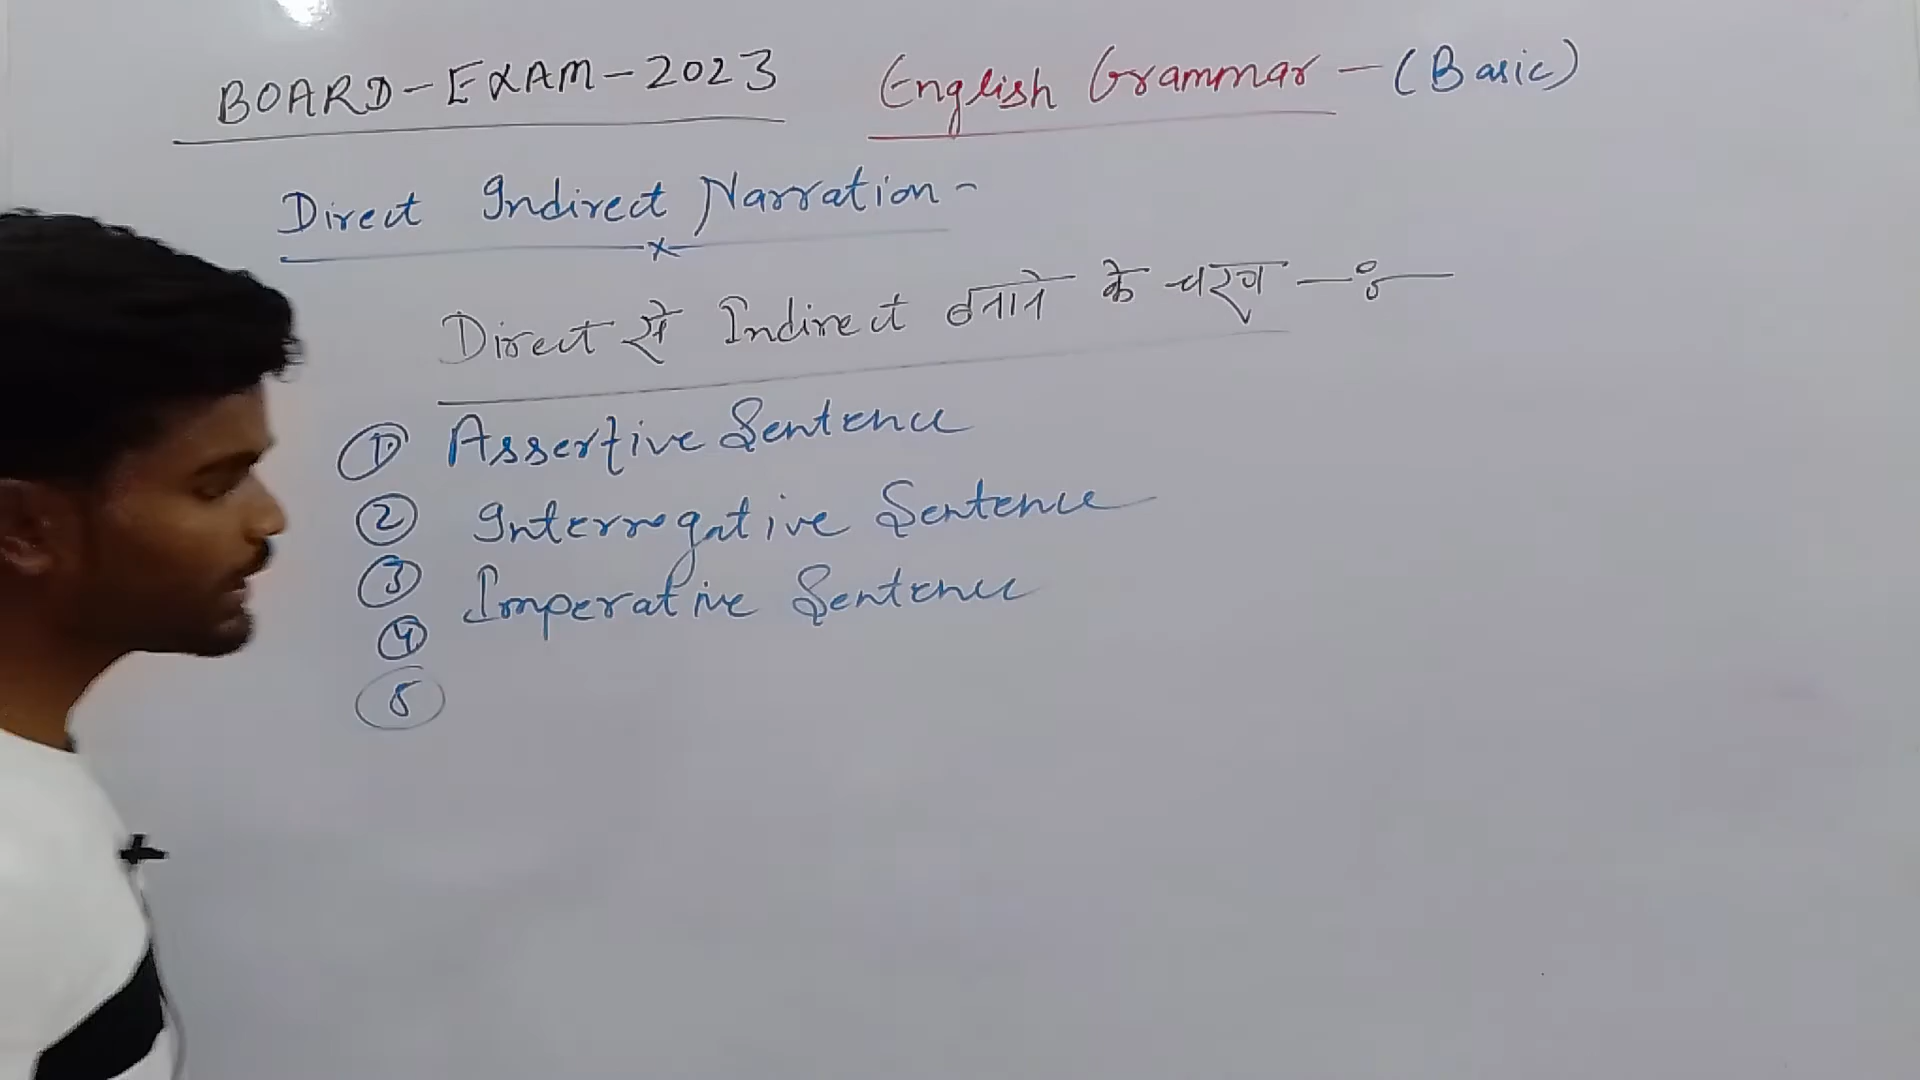 BOARD-EXAM-2023 English Grammar - (Basic)
Direct Indirect Narration -
Direct से Indirect बनाने के चरण -:-
① Assertive Sentence
② Interrogative Sentence
③ Imperative Sentence
④
⑤